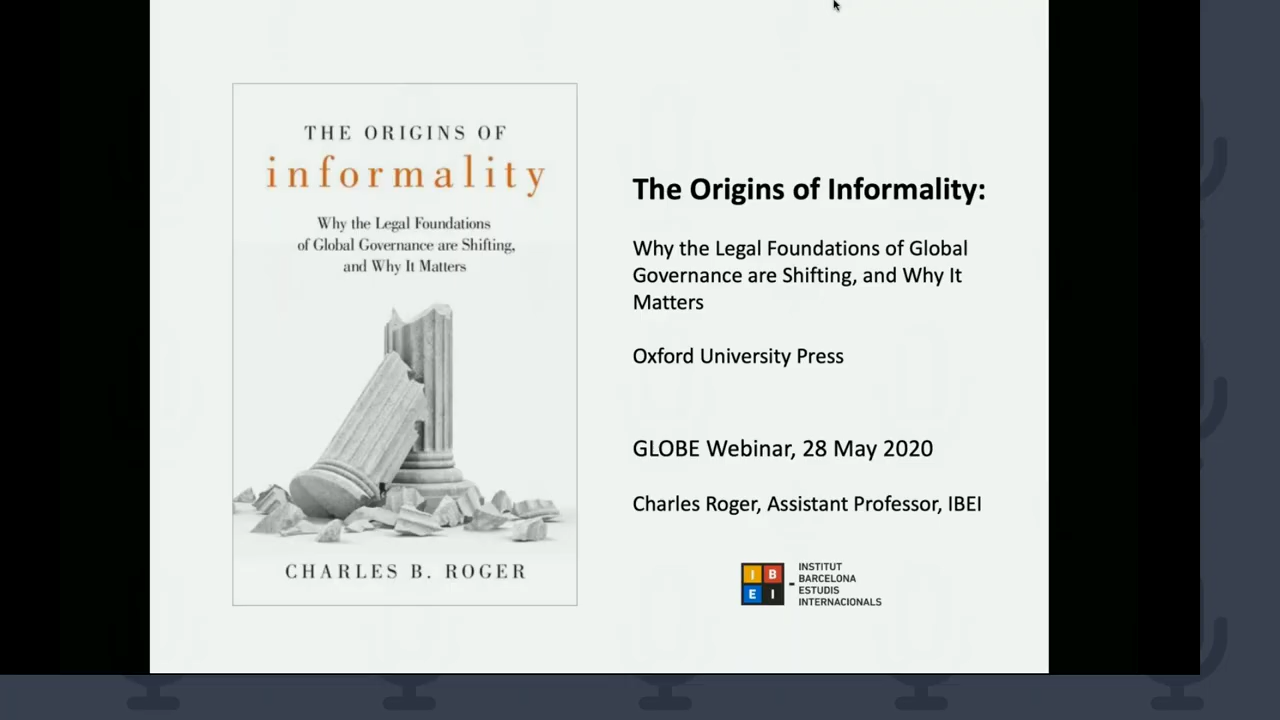 THE ORIGINS OF
informality
Why the Legal Foundations
of Global Governance are Shifting,
and Why It Matters
CHARLES B. ROGER
The Origins of Informality:
Why the Legal Foundations of Global
Governance are Shifting, and Why It
Matters
Oxford University Press
GLOBE Webinar, 28 May 2020
Charles Roger, Assistant Professor, IBEI
I B
E I
-
INSTITUT
BARCELONA
ESTUDIS
INTERNACIONALS